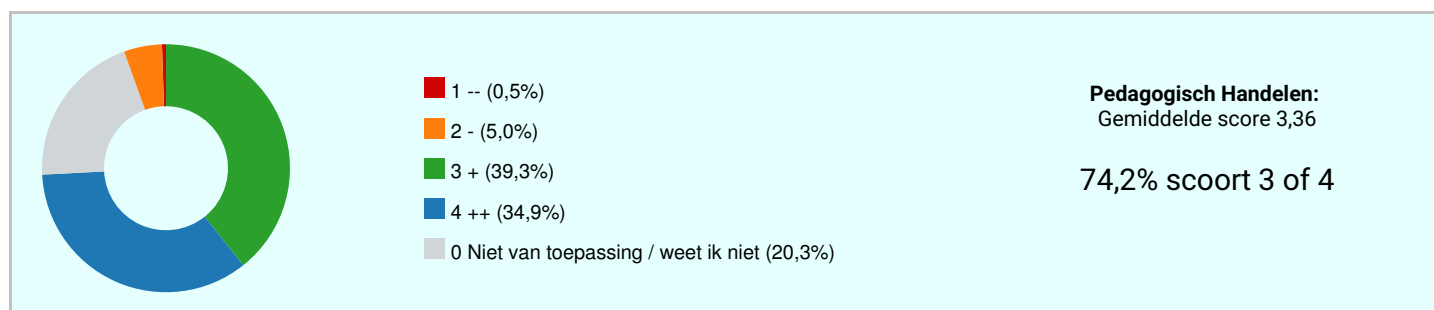 1 -- (0,5%)
2 - (5,0%)
3 + (39,3%)
4 ++ (34,9%)
0 Niet van toepassing / weet ik niet (20,3%)
Pedagogisch Handelen:
Gemiddelde score 3,36
74,2% scoort 3 of 4